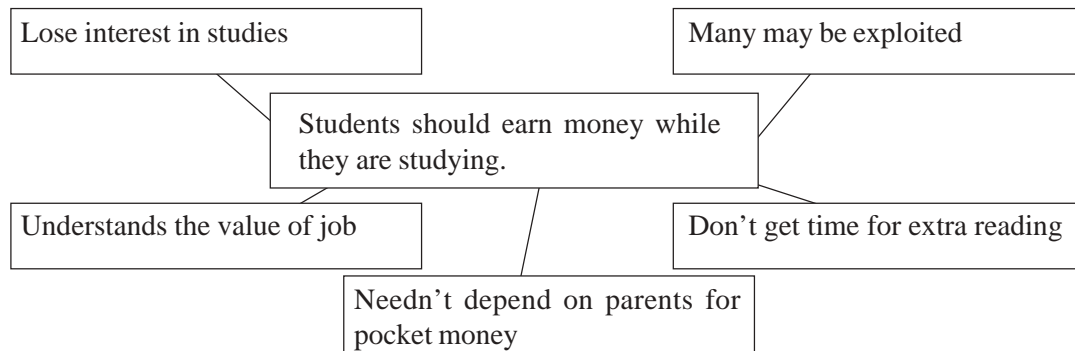 Lose interest in studies
Many may be exploited
Students should earn money while
they are studying.
Understands the value of job
Don’t get time for extra reading
Needn’t depend on parents for
pocket money